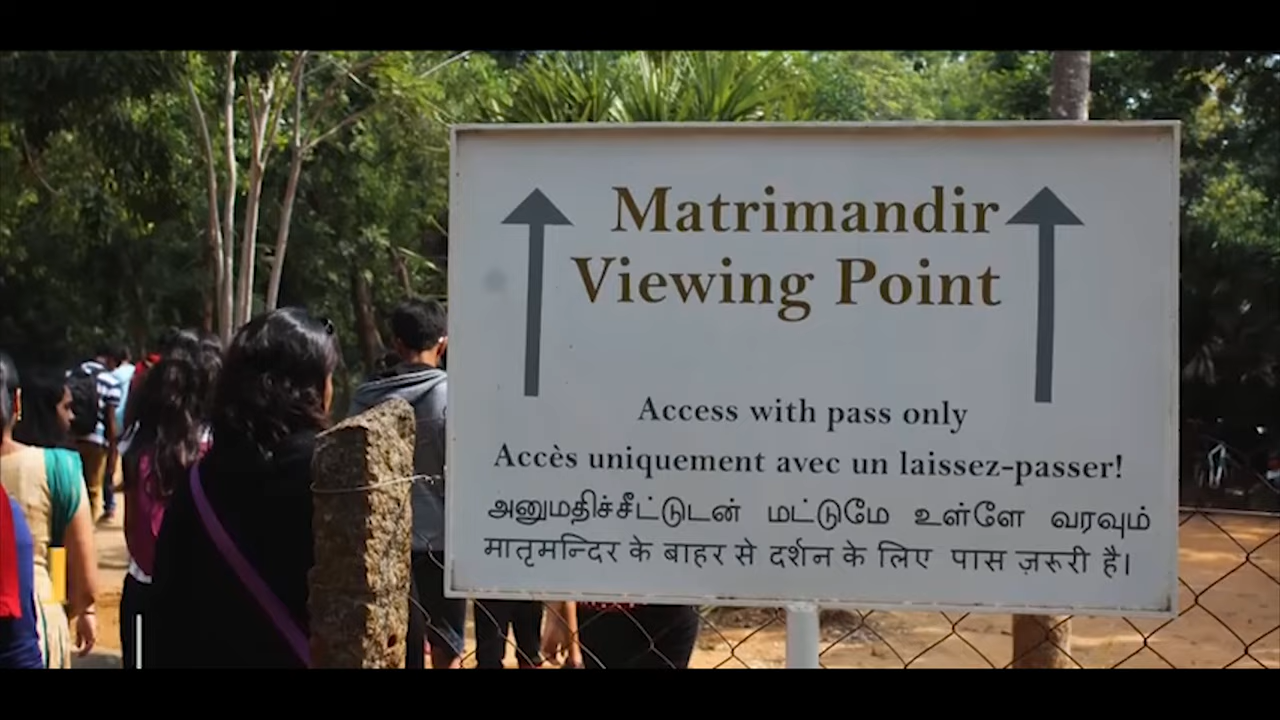 Matrimandir
Viewing Point
Access with pass only
Accès uniquement avec un laissez-passer!
அனுமதிச்சீட்டுடன் மட்டுமே உள்ளே வரவும்
मातृमन्दिर के बाहर से दर्शन के लिए पास ज़रूरी है।